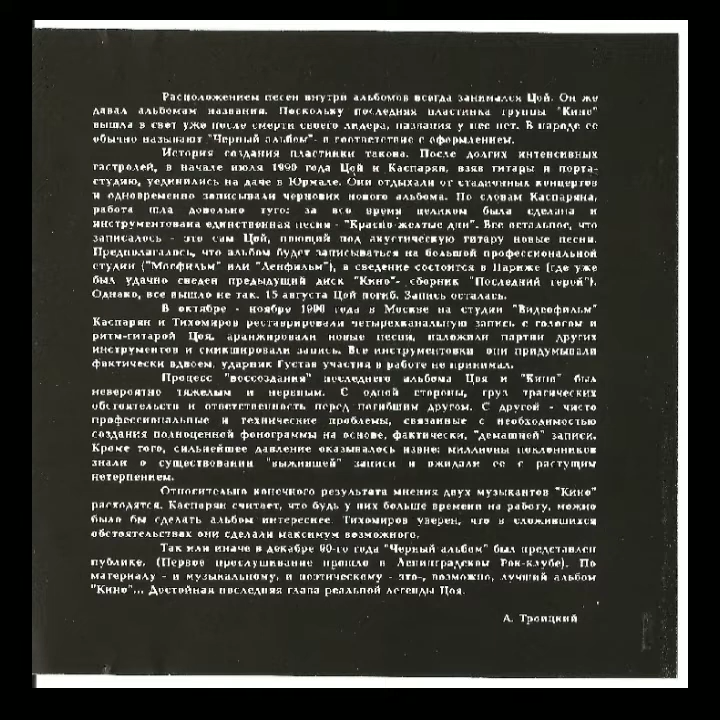 Расположением песен внутри альбомов всегда занимался Цой. Он же
давал альбомам названия. Поскольку последняя пластинка группы "Кино"
вышла в свет уже после смерти своего лидера, названия у нее нет. В народе ее
обычно называют "Черный альбом"- в соответствие с оформлением.
История создания пластинки такова. После долгих интенсивных
гастролей, в начале июля 1990 года Цой и Каспарян, взяв гитары и порта-
студию, уединились на даче в Юрмале. Они отдыхали от стадионных концертов
и одновременно записывали черновик нового альбома. По словам Каспаряна,
работа шла довольно туго: за все время целиком была сделана и
инструментована единственная песня - "Красно-желтые дни". Все остальное, что
записалось - это сам Цой, поющий под акустическую гитару новые песни.
Предполагалось, что альбом будет записываться на большой профессиональной
студии ("Мосфильм" или "Ленфильм"), а сведение состоится в Париже (где уже
был удачно сведен предыдущий диск "Кино"- сборник "Последний герой").
Однако, все вышло не так. 15 августа Цой погиб. Запись осталась.
В октябре - ноябре 1990 года в Москве на студии "Видеофильм"
Каспарян и Тихомиров реставрировали четырехканальную запись с голосом и
ритм-гитарой Цоя, аранжировали новые песни, наложили партии других
инструментов и смикшировали запись. Все инструментовки они придумывали
фактически вдвоем, ударник Густав участия в работе не принимал.
Процесс "воссоздания" последнего альбома Цоя и "Кино" был
невероятно тяжелым и нервным. С одной стороны, груз трагических
обстоятельств и ответственность перед погибшим другом. С другой - чисто
профессиональные и технические проблемы, связанные с необходимостью
создания полноценной фонограммы на основе, фактически, "демашней" записи.
Кроме того, сильнейшее давление оказывалось извне: миллионы поклонников
знали о существовании "выжившей" записи и ожидали ее с растущим
нетерпением.
Относительно конечного результата мнения двух музыкантов "Кино"
расходятся. Каспарян считает, что будь у них больше времени на работу, можно
было бы сделать альбом интереснее. Тихомиров уверен, что в сложившихся
обстоятельствах они сделали максимум возможного.
Так или иначе в декабре 90-го года "Черный альбом" был представлен
публике. (Первое прослушивание прошло в Ленинградском Рок-клубе). По
материалу - и музыкальному, и поэтическому - это-, возможно, лучший альбом
"Кино"... Достойная последняя глава реальной легенды Цоя.
А. Троицкий